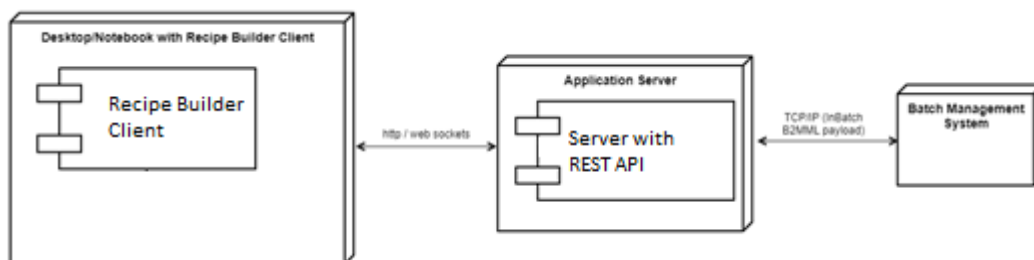 Desktop/Notebook with Recipe Builder Client
Recipe Builder
Client
http / web sockets
Application Server
Server with
REST API
TCP/IP (InBatch
B2MML payload)
Batch Management
System